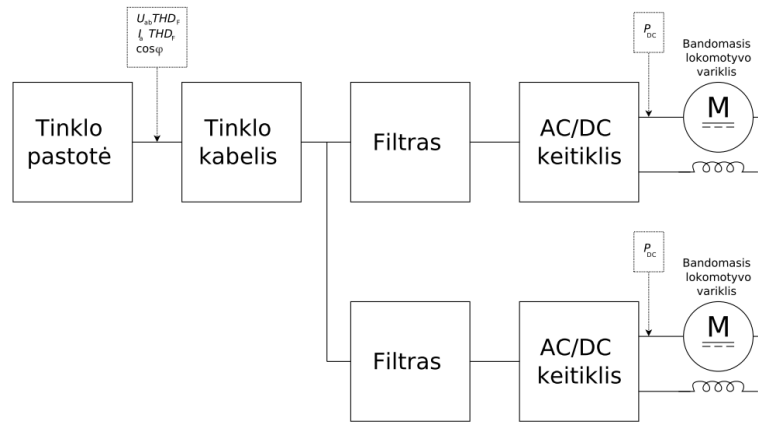 U_ab THD_F
I_a THD_F
cosφ
P_DC
Bandomasis
lokomotyvo
variklis
Tinklo
pastotė
Tinklo
kabelis
Filtras
AC/DC
keitiklis
M
P_DC
Bandomasis
lokomotyvo
variklis
Filtras
AC/DC
keitiklis
M